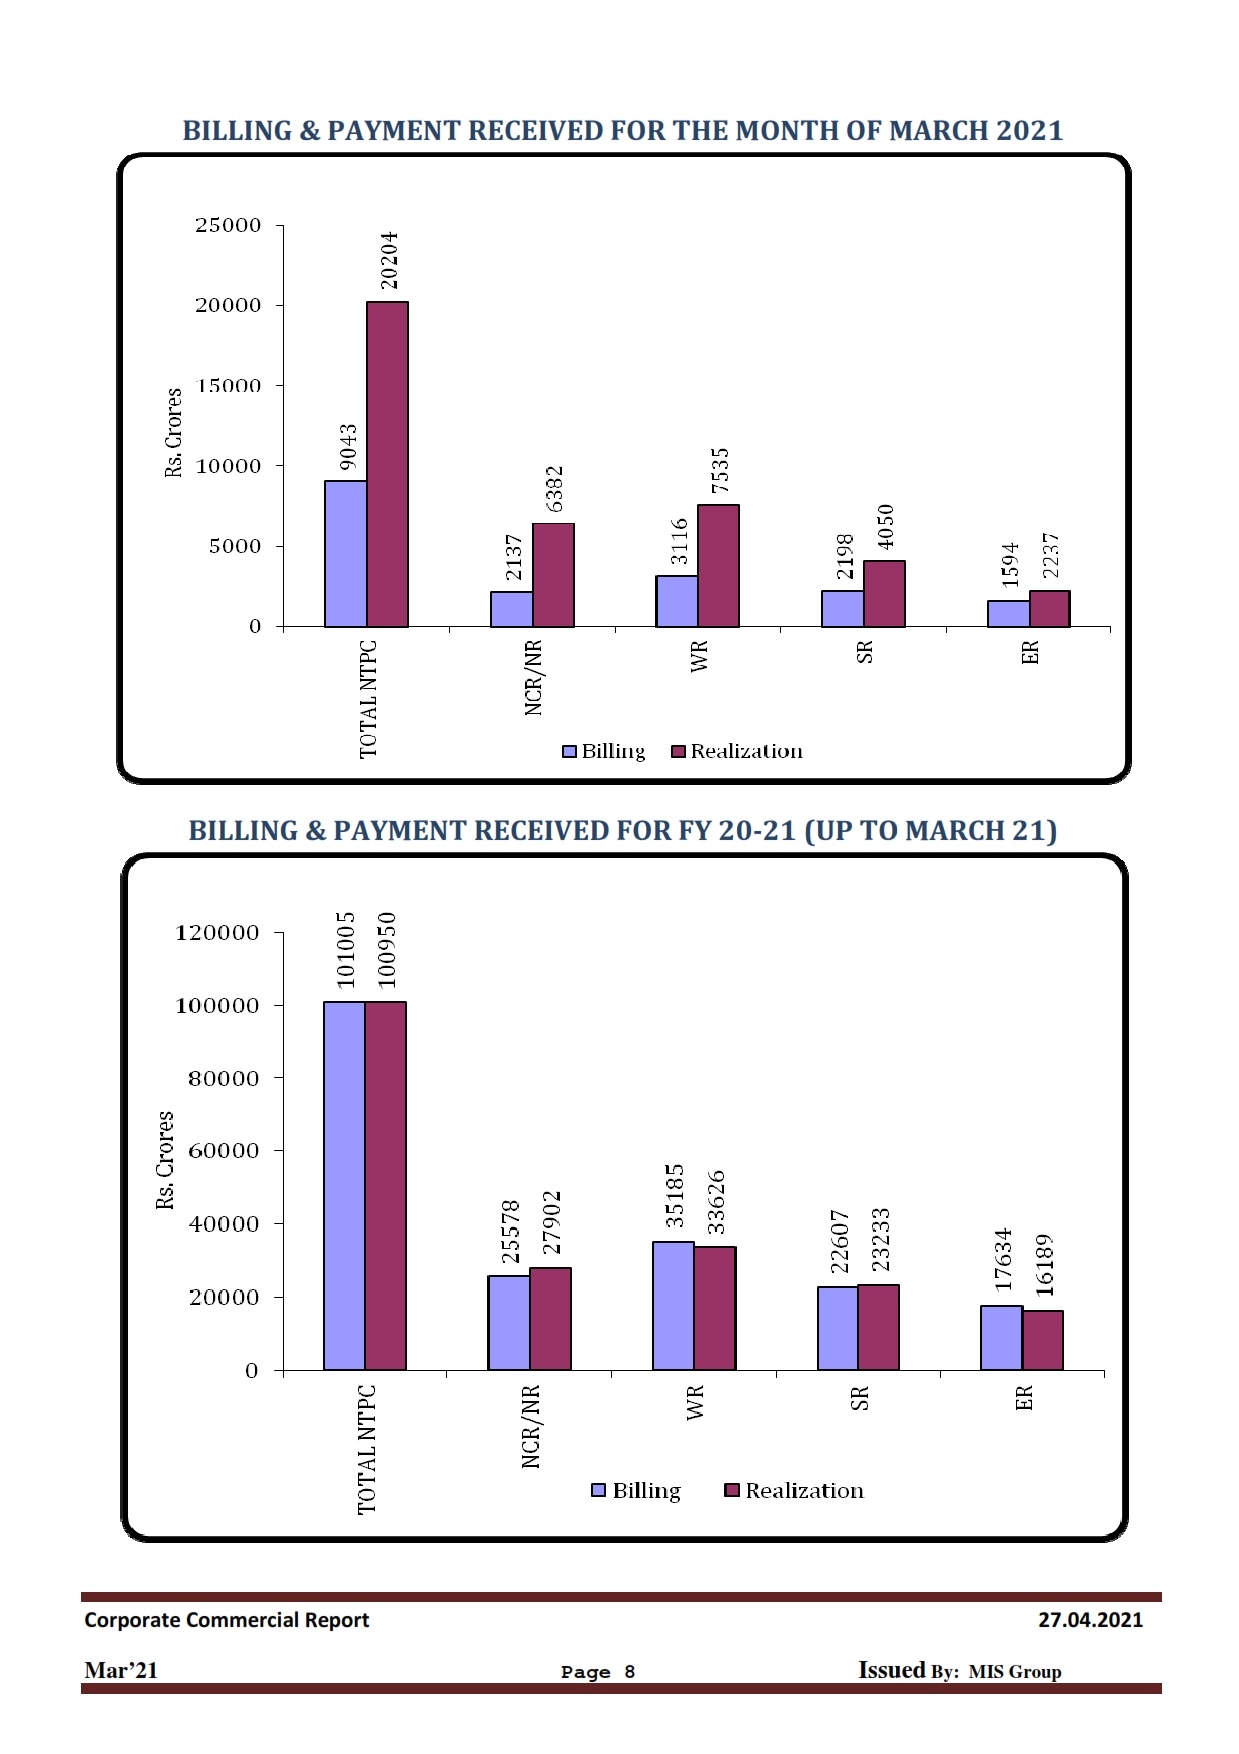 BILLING & PAYMENT RECEIVED FOR THE MONTH OF MARCH 2021
25000
20000
15000
10000
5000
0
Rs. Crores
9043
20204
2137
6382
3116
7535
2198
4050
1594
2237
TOTAL NTPC
NCR/NR
WR
SR
ER
Billing Realization
BILLING & PAYMENT RECEIVED FOR FY 20-21 (UP TO MARCH 21)
120000
100000
80000
60000
40000
20000
0
Rs. Crores
101005
100950
25578
27902
35185
33626
22607
23233
17634
16189
TOTAL NTPC
NCR/NR
WR
SR
ER
Billing Realization
Corporate Commercial Report 27.04.2021
Mar’21 Page 8 Issued By: MIS Group